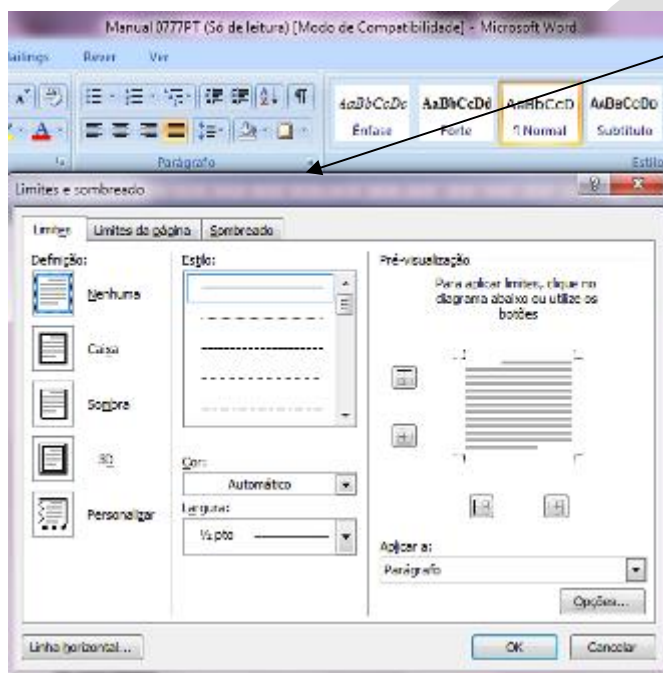 Manual 0777PT (Só de leitura) [Modo de Compatibilidade] - Microsoft Word
Mailings Rever Ver
AaBbCcDc AaBbCcDd AaBbCcD AaBbCcDo
Ênfase Forte ¶ Normal Subtítulo
Parágrafo Estilo
Limites e sombreado
Limites Limites da página Sombreado
Definição: Estilo: Pré-visualização
Para aplicar limites, clique no
diagrama abaixo ou utilize os
botões
Nenhuma
Caixa
Sombra
3D
Personalizar
Cor:
Automático
Largura:
½ pto
Aplicar a:
Parágrafo
Opções...
Linha horizontal... OK Cancelar